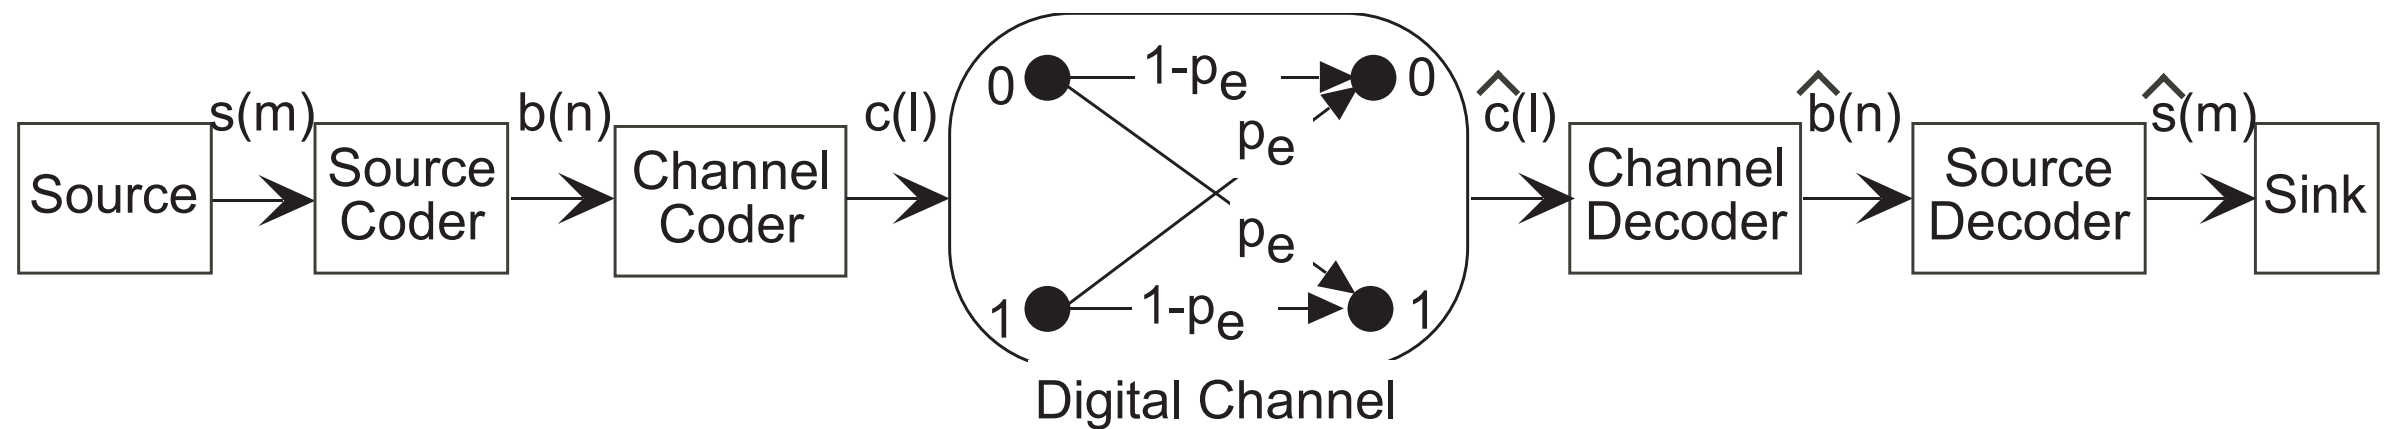 Source
s(m)
Source
Coder
b(n)
Channel
Coder
c(l)
0
1-pe
0
pe
pe
1
1-pe
1
Digital Channel
ĉ(l)
Channel
Decoder
b̂(n)
Source
Decoder
ŝ(m)
Sink